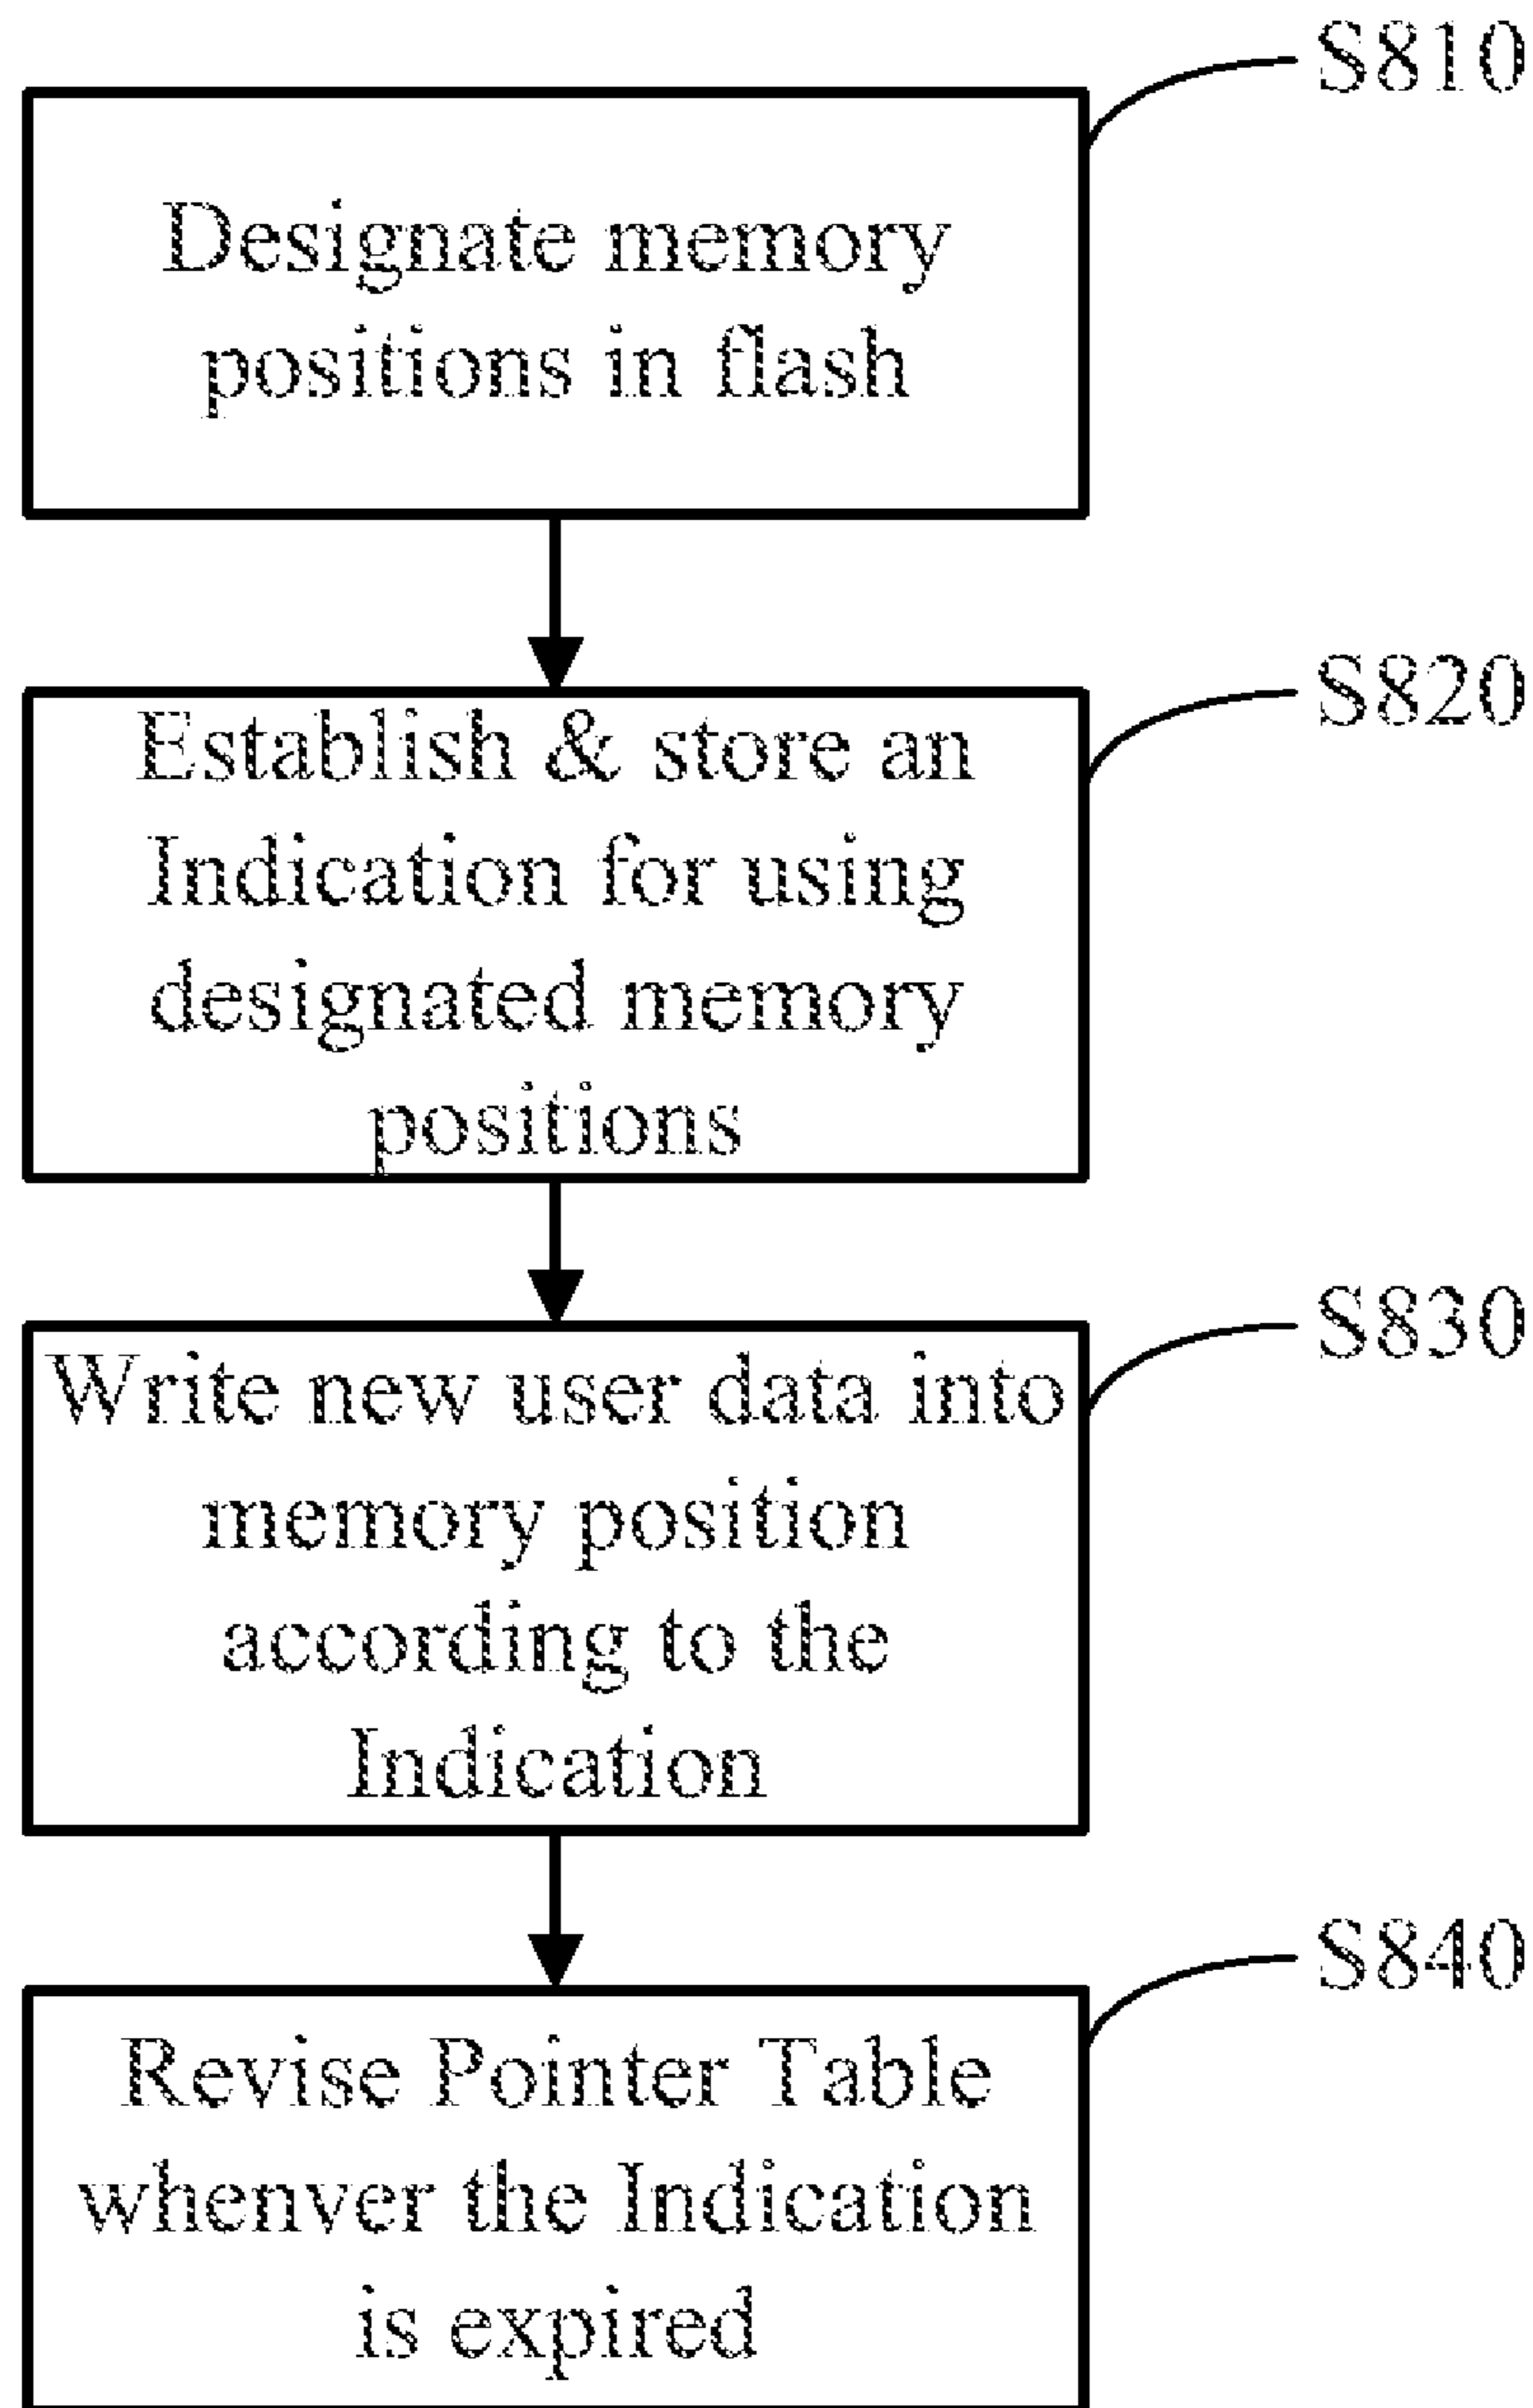 S810
Designate memory
positions in flash
S820
Establish & store an
Indication for using
designated memory
positions
S830
Write new user data into
memory position
according to the
Indication
S840
Revise Pointer Table
whenver the Indication
is expired